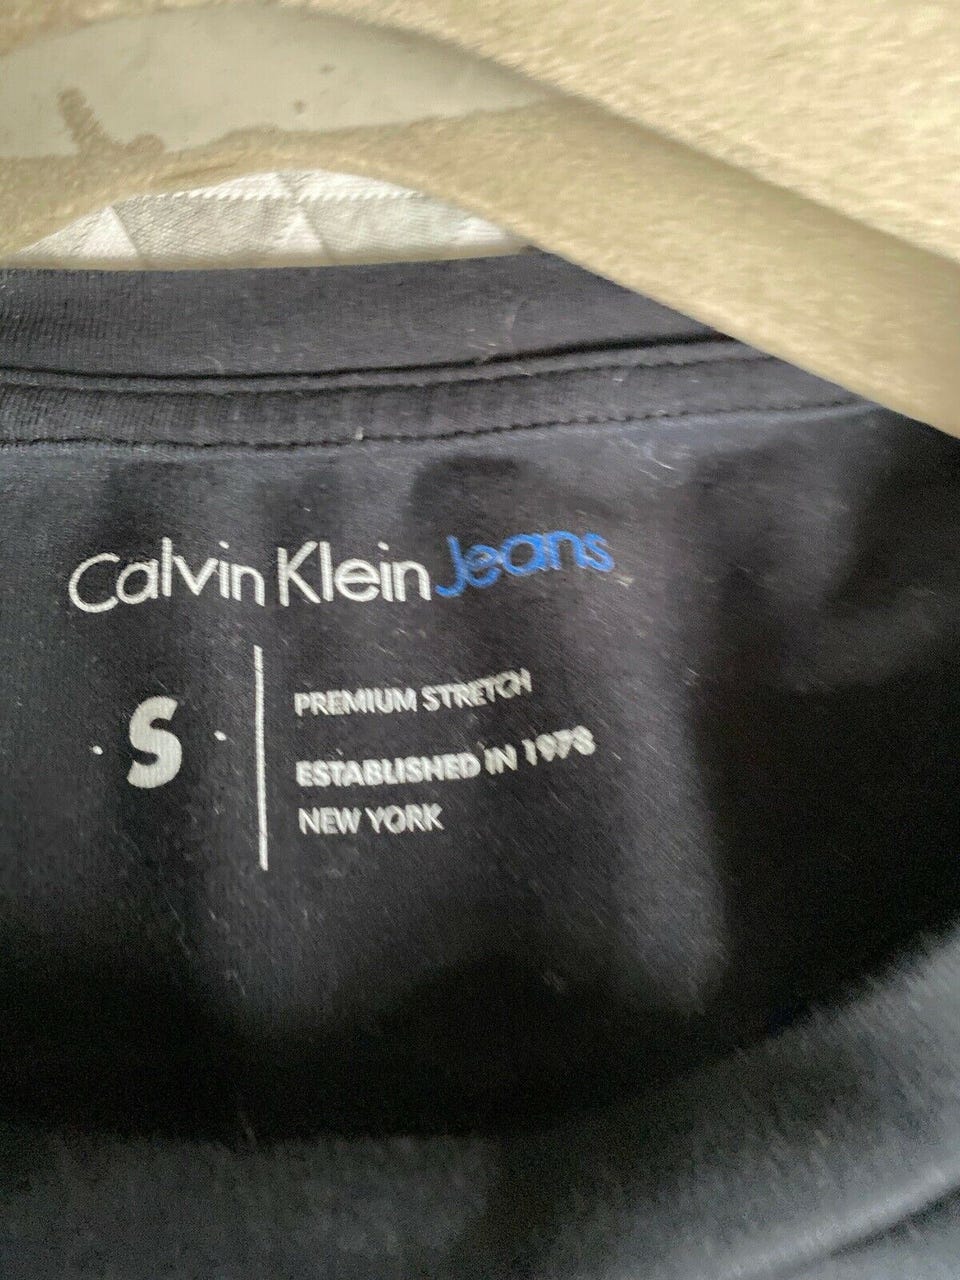 Calvin Klein Jeans
· S ·
PREMIUM STRETCH
ESTABLISHED IN 1978
NEW YORK